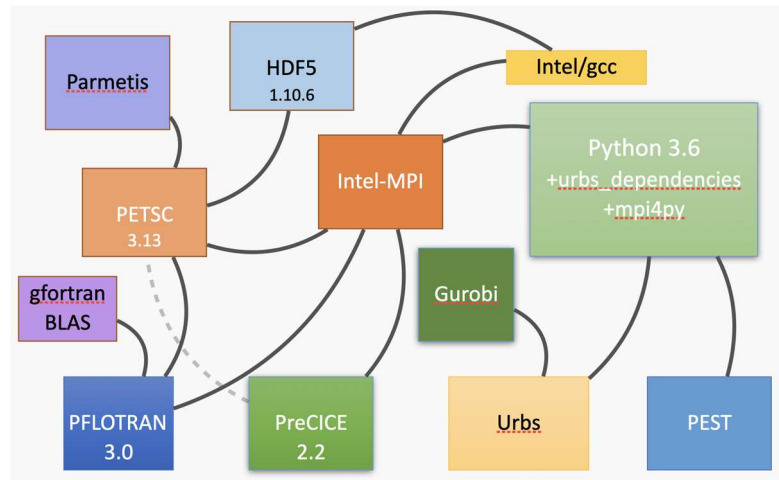 Parmetis
HDF5
1.10.6
Intel/gcc
Python 3.6
+urbs_dependencies
+mpi4py
Intel-MPI
PETSC
3.13
gfortran
BLAS
Gurobi
PFLOTRAN
3.0
PreCICE
2.2
Urbs
PEST